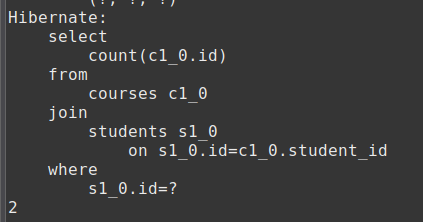 (?, ?, ?)
Hibernate:
    select
        count(c1_0.id)
    from
        courses c1_0
    join
        students s1_0
            on s1_0.id=c1_0.student_id
    where
        s1_0.id=?
2